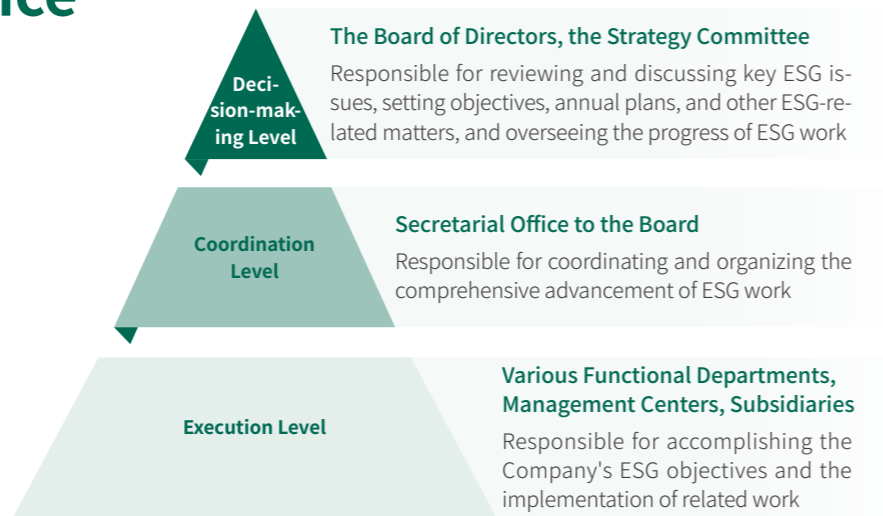 Deci-
sion-mak-
ing Level
The Board of Directors, the Strategy Committee
Responsible for reviewing and discussing key ESG is-
sues, setting objectives, annual plans, and other ESG-re-
lated matters, and overseeing the progress of ESG work
Coordination
Level
Secretarial Office to the Board
Responsible for coordinating and organizing the
comprehensive advancement of ESG work
Execution Level
Various Functional Departments,
Management Centers, Subsidiaries
Responsible for accomplishing the
Company's ESG objectives and the
implementation of related work